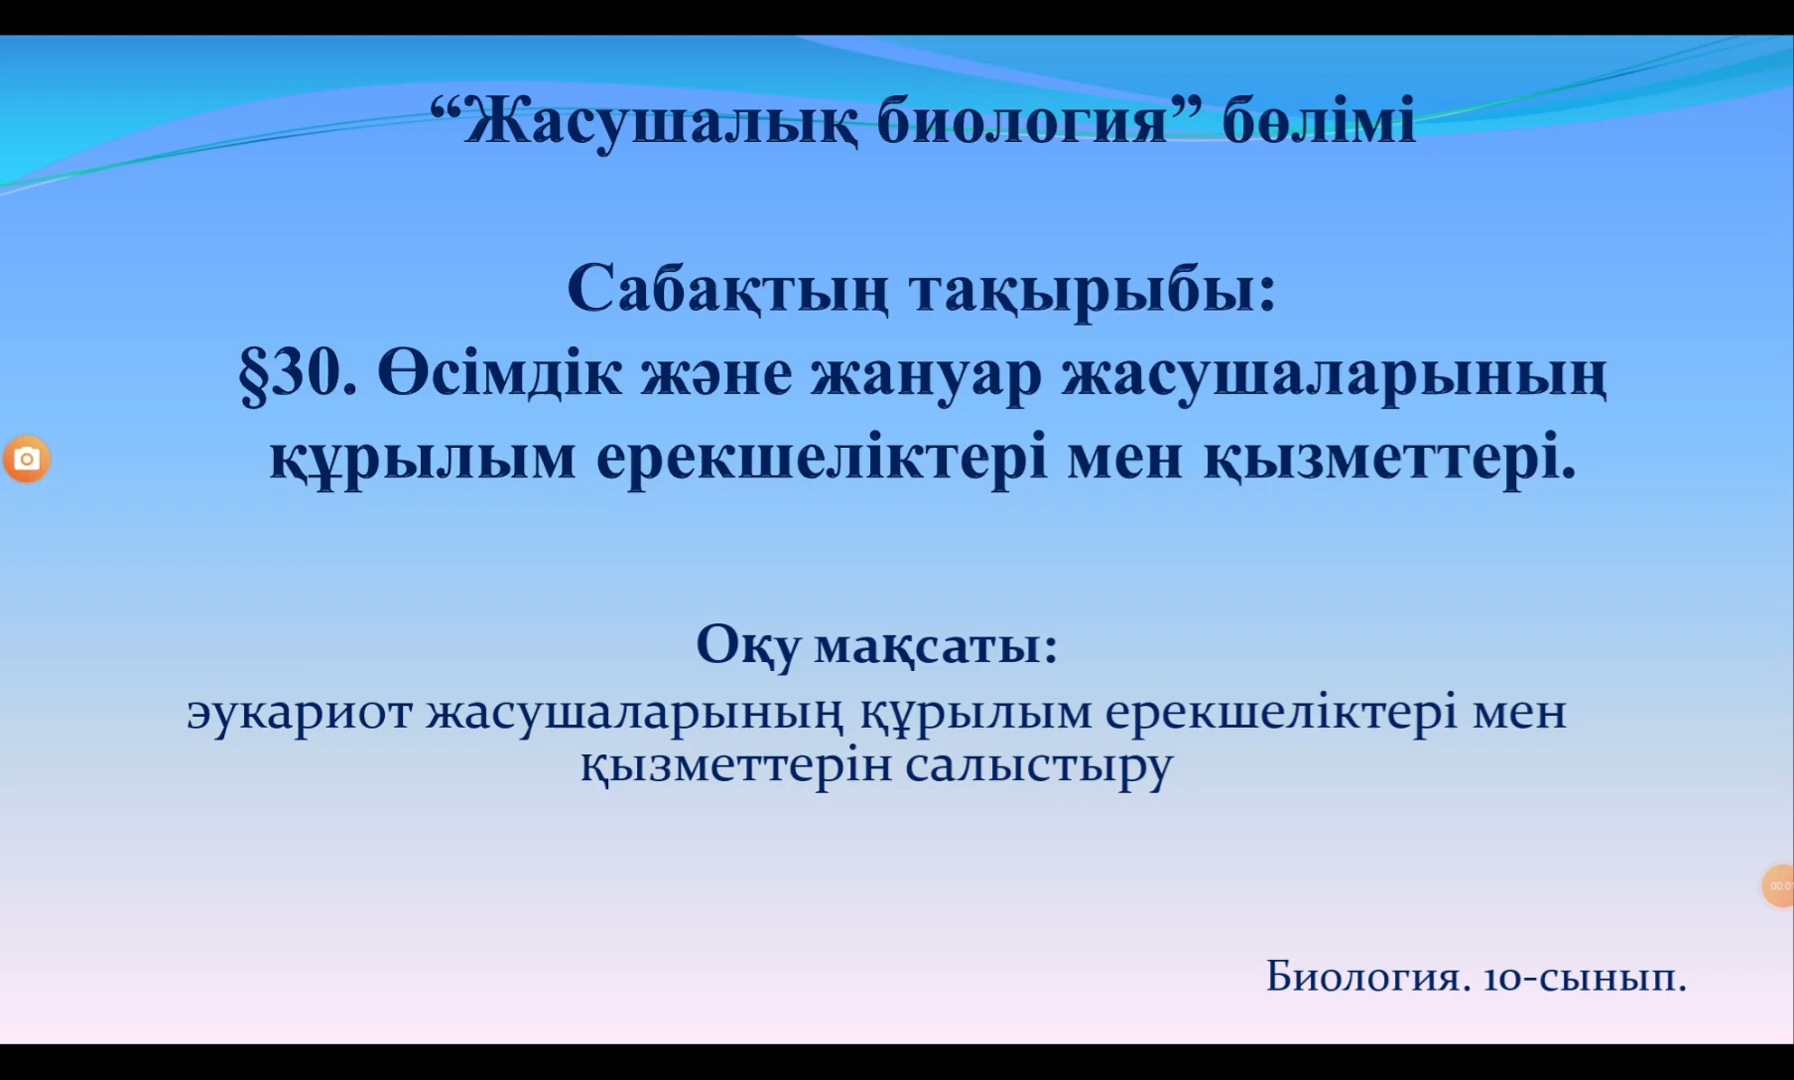 “Жасушалық биология” бөлімі
Сабақтың тақырыбы:
§30. Өсімдік және жануар жасушаларының
құрылым ерекшеліктері мен қызметтері.
Оқу мақсаты:
эукариот жасушаларының құрылым ерекшеліктері мен
қызметтерін салыстыру
Биология. 10-сынып.